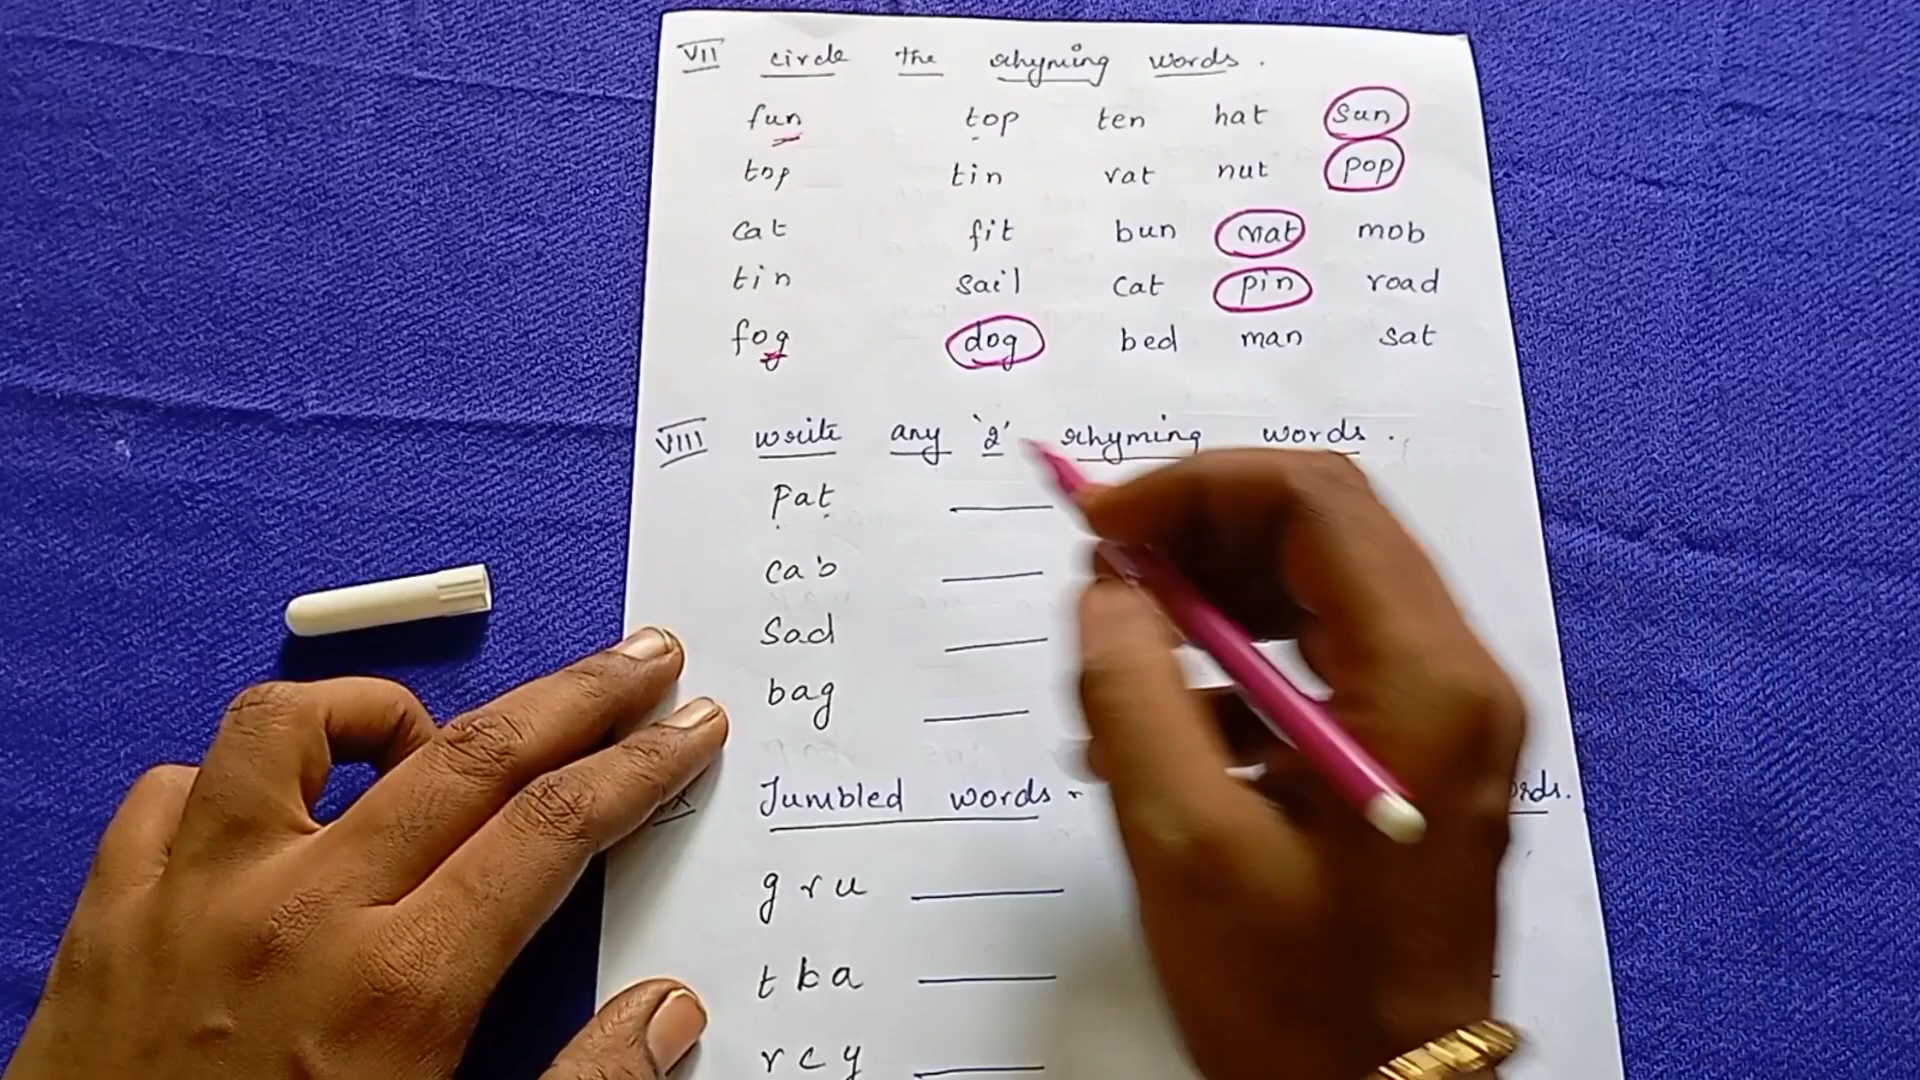 VII circle the rhyming words.
fun top ten hat sun
top tin rat nut pop
cat fit bun mat mob
tin sail cat pin road
fog dog bed man sat
VIII write any '2' rhyming words.
pat
cab
sad
bag
Jumbled words -
gru
tba
rcy